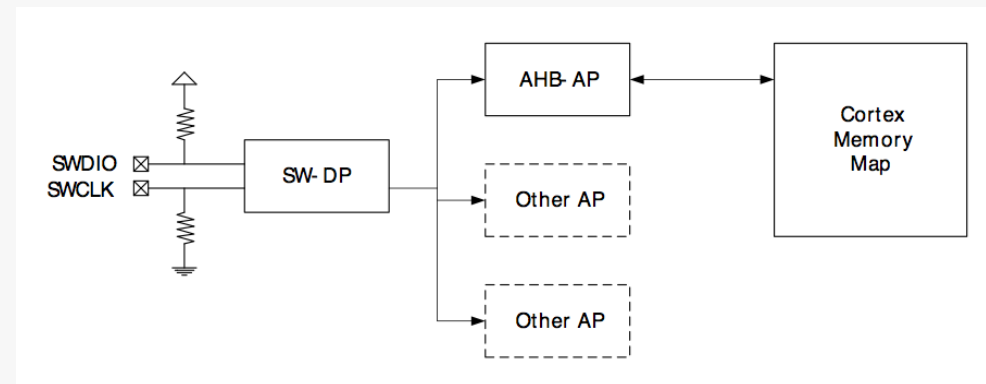 AHB-AP
SWDIO
SWCLK
SW-DP
Cortex
Memory
Map
Other AP
Other AP